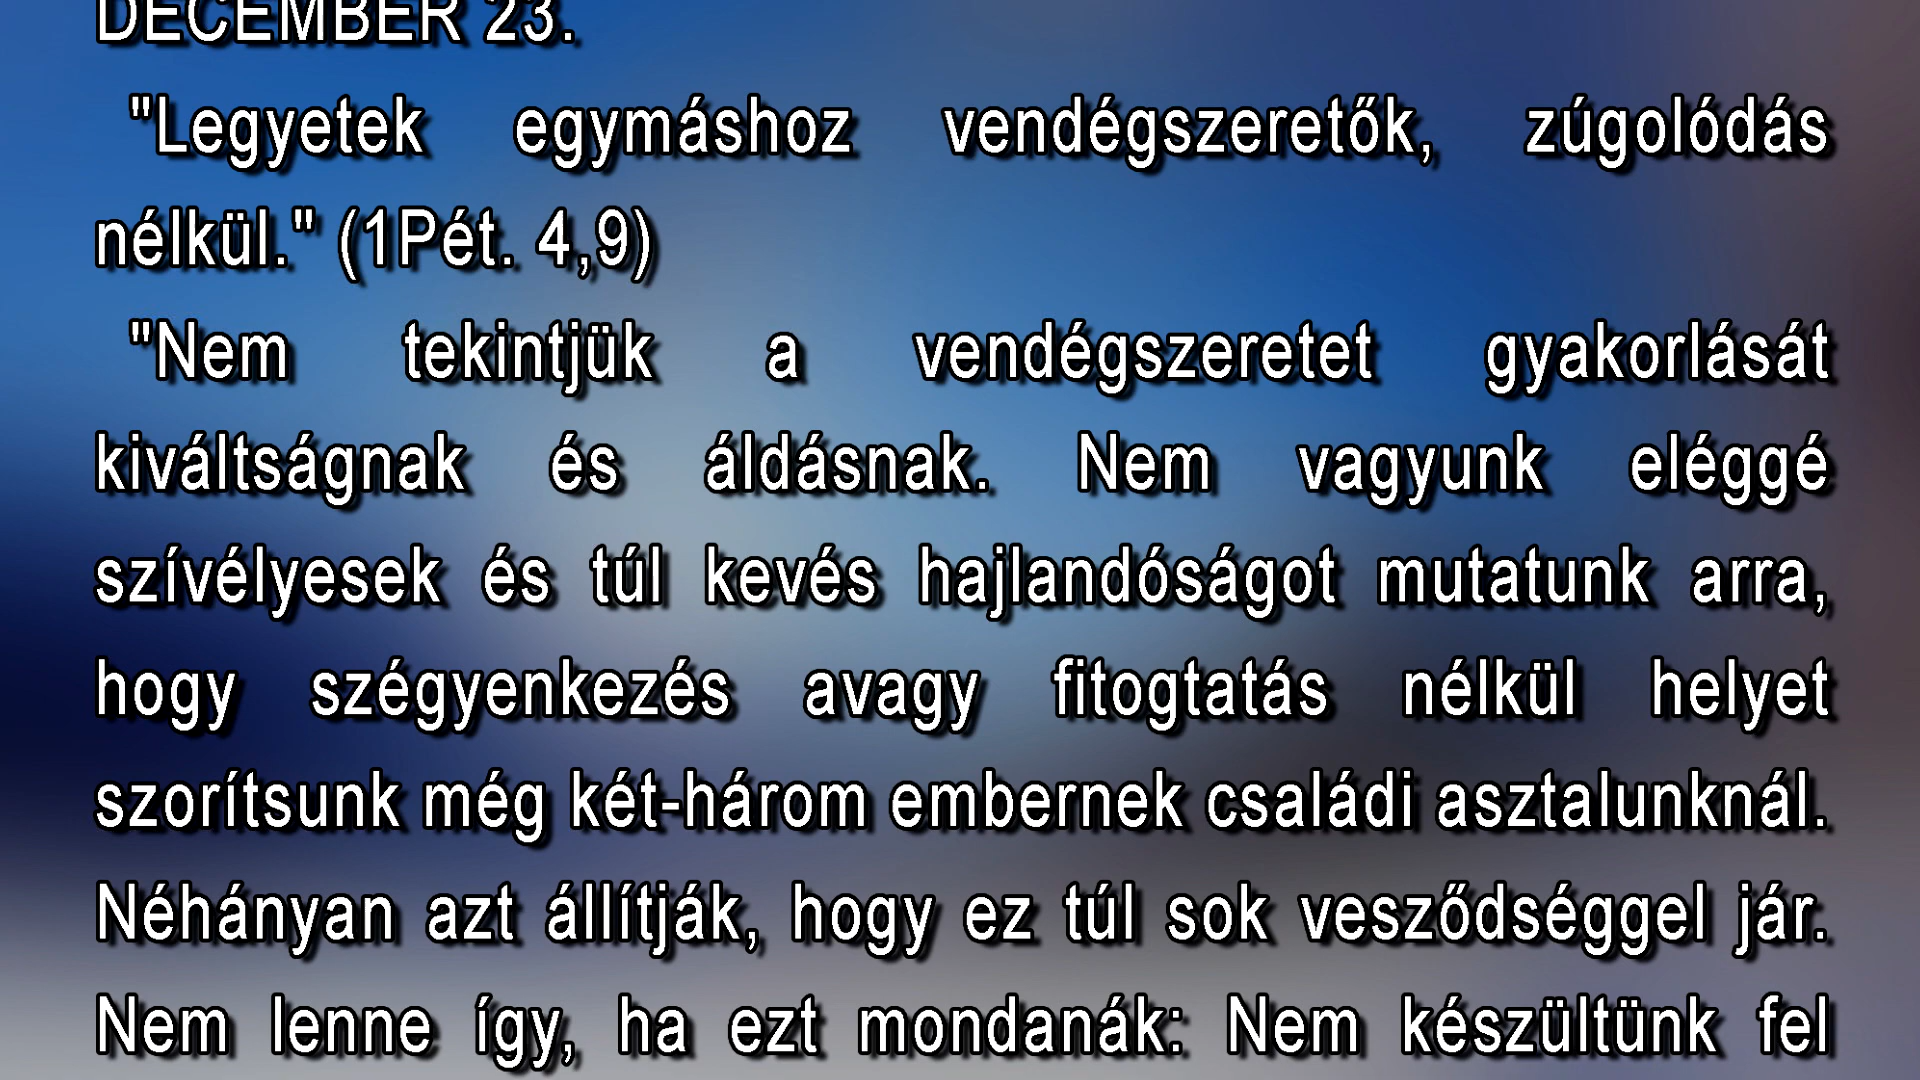 DECEMBER 23.
"Legyetek egymáshoz vendégszeretők, zúgolódás
nélkül." (1Pét. 4,9)
"Nem tekintjük a vendégszeretet gyakorlását
kiváltságnak és áldásnak. Nem vagyunk eléggé
szívélyesek és túl kevés hajlandóságot mutatunk arra,
hogy szégyenkezés avagy fitogtatás nélkül helyet
szorítsunk még két-három embernek családi asztalunknál.
Néhányan azt állítják, hogy ez túl sok vesződséggel jár.
Nem lenne így, ha ezt mondanák: Nem készültünk fel